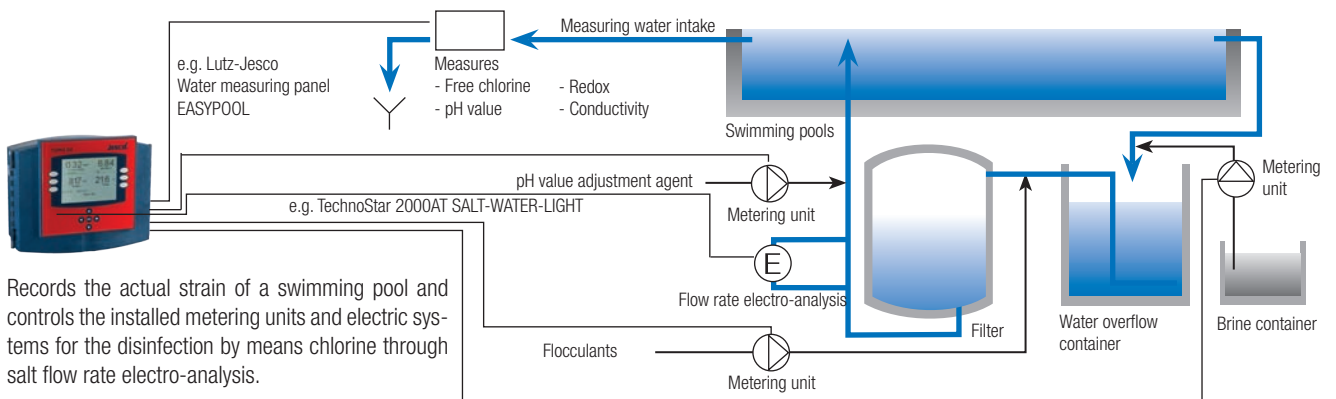 Measuring water intake
e.g. Lutz-Jesco
Water measuring panel
EASYPOOL
Measures
- Free chlorine
- pH value
- Redox
- Conductivity
Swimming pools
pH value adjustment agent
Metering unit
Metering
unit
e.g. TechnoStar 2000AT SALT-WATER-LIGHT
E
Flow rate electro-analysis
Filter
Water overflow
container
Brine container
Flocculants
Metering unit
Records the actual strain of a swimming pool and
controls the installed metering units and electric sys-
tems for the disinfection by means chlorine through
salt flow rate electro-analysis.